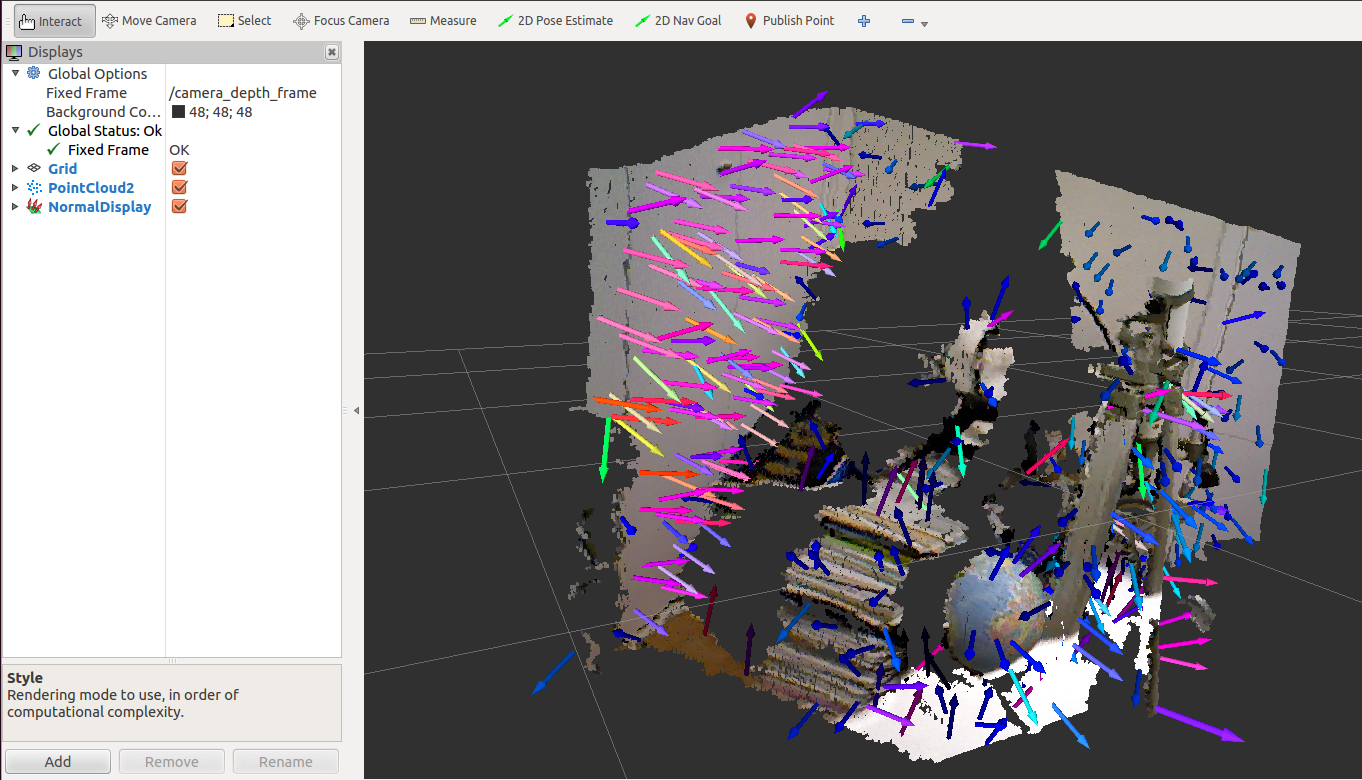 Interact Move Camera Select Focus Camera Measure 2D Pose Estimate 2D Nav Goal Publish Point
Displays
Global Options
Fixed Frame /camera_depth_frame
Background Co... 48; 48; 48
Global Status: Ok
Fixed Frame OK
Grid
PointCloud2
NormalDisplay
Style
Rendering mode to use, in order of
computational complexity.
Add Remove Rename